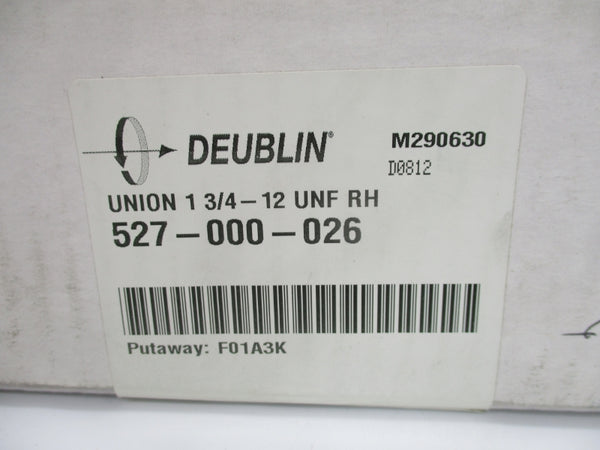 DEUBLIN® M290630
D0812
UNION 1 3/4-12 UNF RH
527-000-026
Putaway: F01A3K